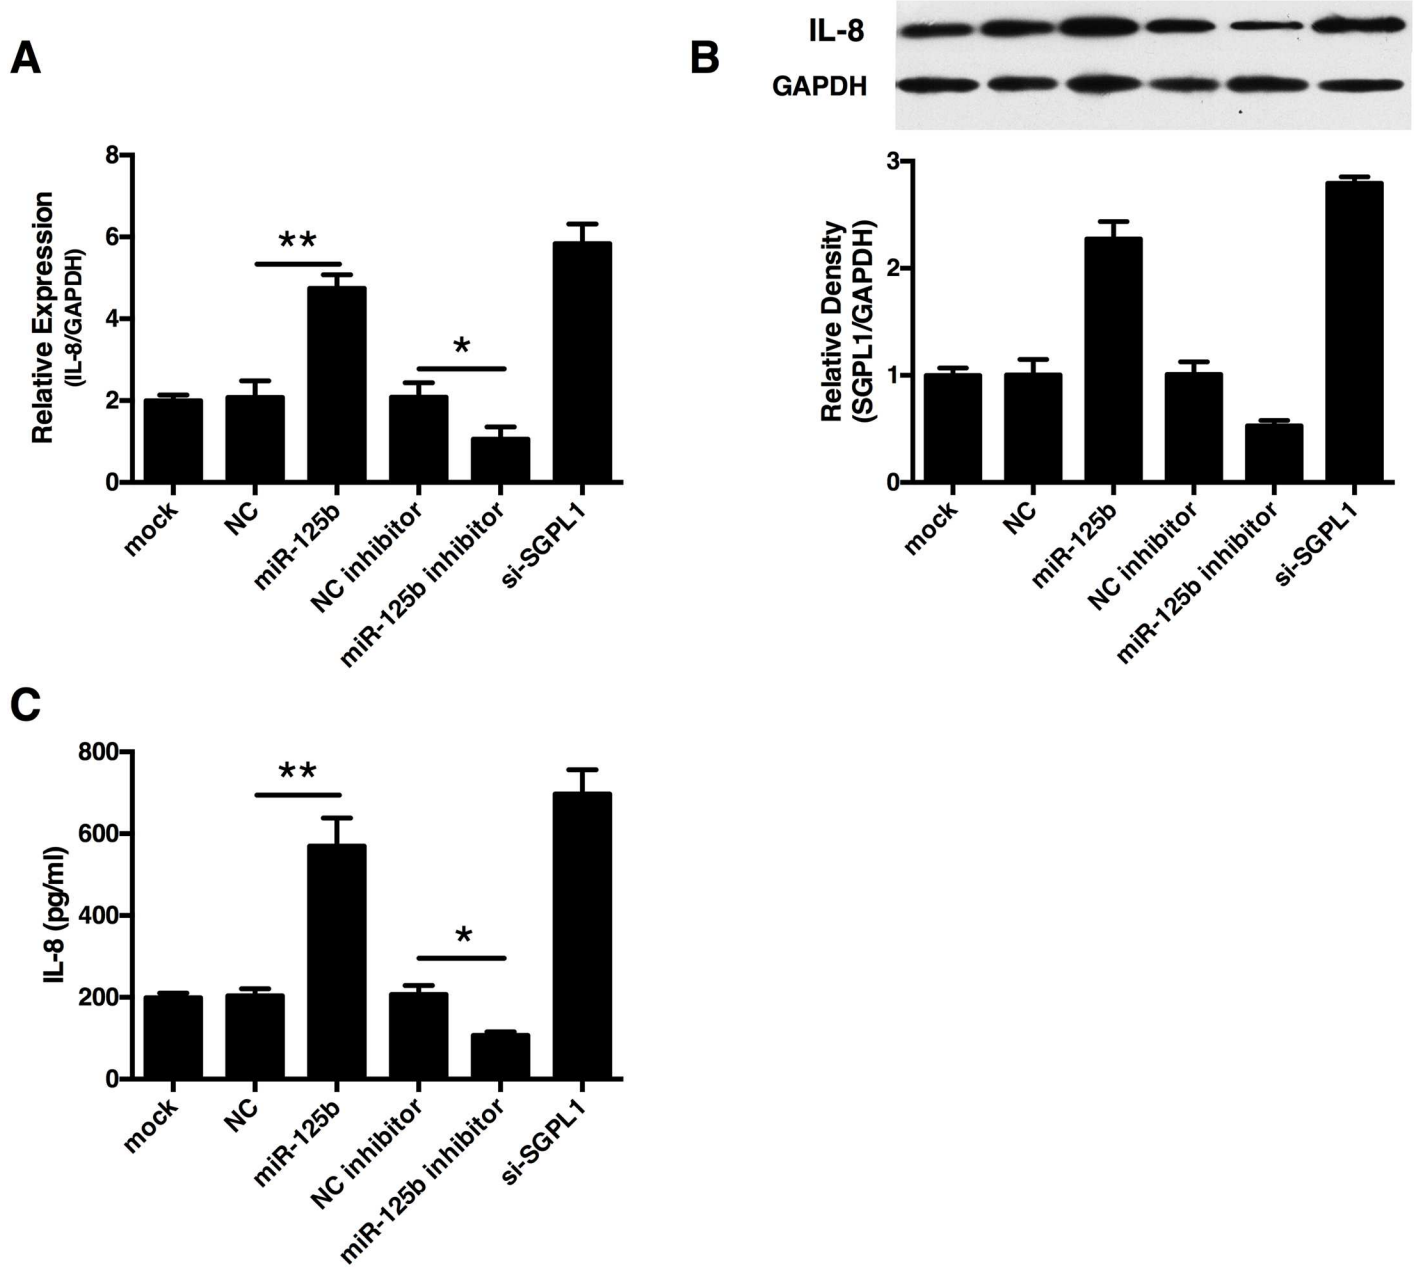 A
8
6
4
2
0
Relative Expression
(IL-8/GAPDH)
**
*
mock
NC
miR-125b
NC inhibitor
miR-125b inhibitor
si-SGPL1
B
IL-8
GAPDH
3
2
1
0
Relative Density
(SGPL1/GAPDH)
mock
NC
miR-125b
NC inhibitor
miR-125b inhibitor
si-SGPL1
C
800
600
400
200
0
IL-8 (pg/ml)
**
*
mock
NC
miR-125b
NC inhibitor
miR-125b inhibitor
si-SGPL1